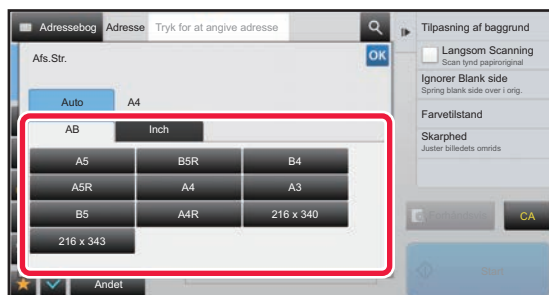 Adressebog Adresse Tryk for at angive adresse
Tilpasning af baggrund
Afs.Str. OK
Langsom Scanning
Scan tynd papiroriginal
Ignorer Blank side
Spring blank side over i orig.
Auto A4
Farvetilstand
AB Inch
Skarphed
Juster billedets omrids
A5 B5R B4
A5R A4 A3
B5 A4R 216 x 340
CA
216 x 343
Andet